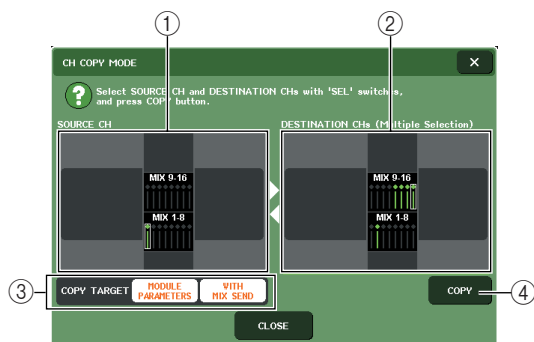 ①
②
CH COPY MODE
×
? Select SOURCE CH and DESTINATION CHs with 'SEL' switches,
and press COPY button.
SOURCE CH
DESTINATION CHs (Multiple Selection)
MIX 9-16
MIX 1-8
MIX 9-16
MIX 1-8
③
COPY TARGET
MODULE
PARAMETERS
WITH
MIX SEND
COPY
④
CLOSE